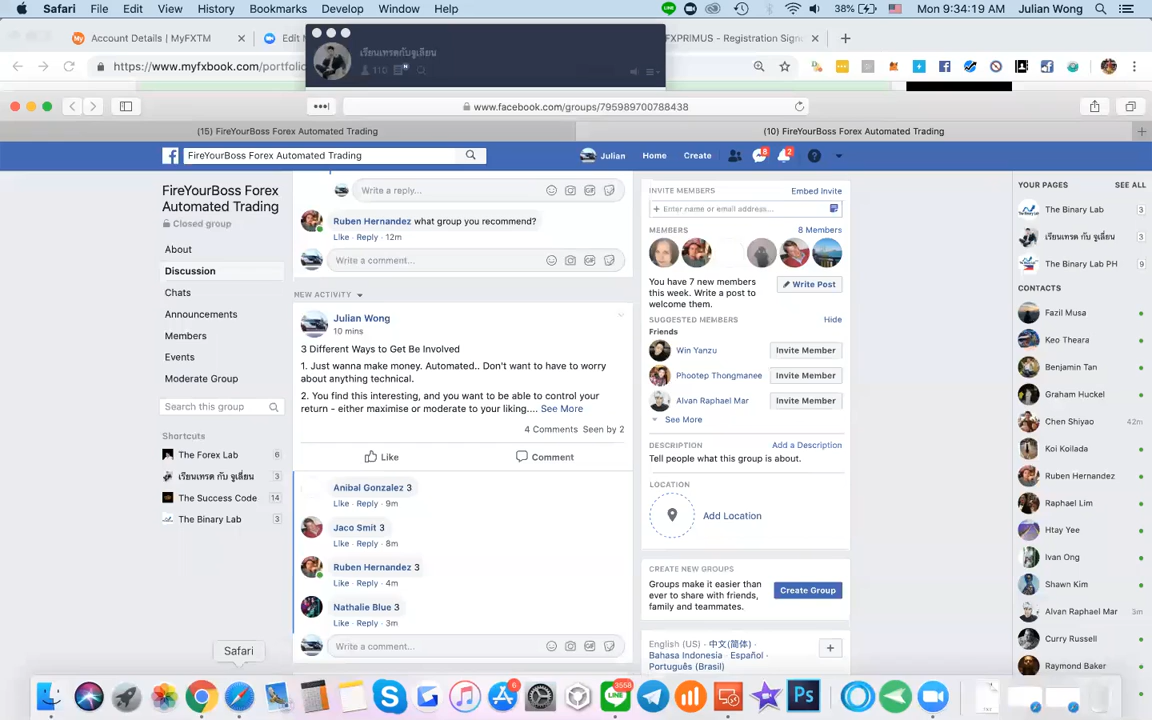 Safari File Edit View History Bookmarks Develop Window Help
38% Mon 9:34:19 AM Julian Wong
Account Details | MyFXTM
Edit
FXPRIMUS - Registration Sign
เรียนเทรดกับจูเลี่ยน
110
https://www.myfxbook.com/portfolio
www.facebook.com/groups/795989700788438
(15) FireYourBoss Forex Automated Trading
(10) FireYourBoss Forex Automated Trading
FireYourBoss Forex Automated Trading
Julian Home Create 8 8
FireYourBoss Forex
Automated Trading
Closed group
About
Discussion
Chats
Announcements
Members
Events
Moderate Group
Search this group
Shortcuts
The Forex Lab 6
เรียนเทรด กับ จูเลี่ยน 3
The Success Code 14
The Binary Lab 3
Safari
Write a reply...
Ruben Hernandez what group you recommend?
Like · Reply · 12m
Write a comment...
NEW ACTIVITY
Julian Wong
10 mins
3 Different Ways to Get Be Involved
1. Just wanna make money. Automated.. Don't want to have to worry
about anything technical.
2. You find this interesting, and you want to be able to control your
return - either maximise or moderate to your liking.... See More
4 Comments Seen by 2
Like Comment
Anibal Gonzalez 3
Like · Reply · 9m
Jaco Smit 3
Like · Reply · 8m
Ruben Hernandez 3
Like · Reply · 4m
Nathalie Blue 3
Like · Reply · 3m
Write a comment...
INVITE MEMBERS Embed Invite
+ Enter name or email address...
MEMBERS 8 Members
You have 7 new members
this week. Write a post to
welcome them.
Write Post
SUGGESTED MEMBERS Hide
Friends
Win Yanzu Invite Member
Phootep Thongmanee Invite Member
Alvan Raphael Mar Invite Member
See More
DESCRIPTION Add a Description
Tell people what this group is about.
LOCATION
Add Location
CREATE NEW GROUPS
Groups make it easier than
ever to share with friends,
family and teammates.
Create Group
English (US) · 中文(简体) ·
Bahasa Indonesia · Español ·
Português (Brasil)
YOUR PAGES SEE ALL
The Binary Lab 3
เรียนเทรด กับ จูเลี่ยน 3
The Binary Lab PH 9
CONTACTS
Fazil Musa
Keo Theara
Benjamin Tan
Graham Huckel
Chen Shiyao 42m
Koi Kollada
Ruben Hernandez
Raphael Lim
Htay Yee
Ivan Ong
Shawn Kim
Alvan Raphael Mar 3m
Curry Russell
Raymond Baker
6
3558
Ps